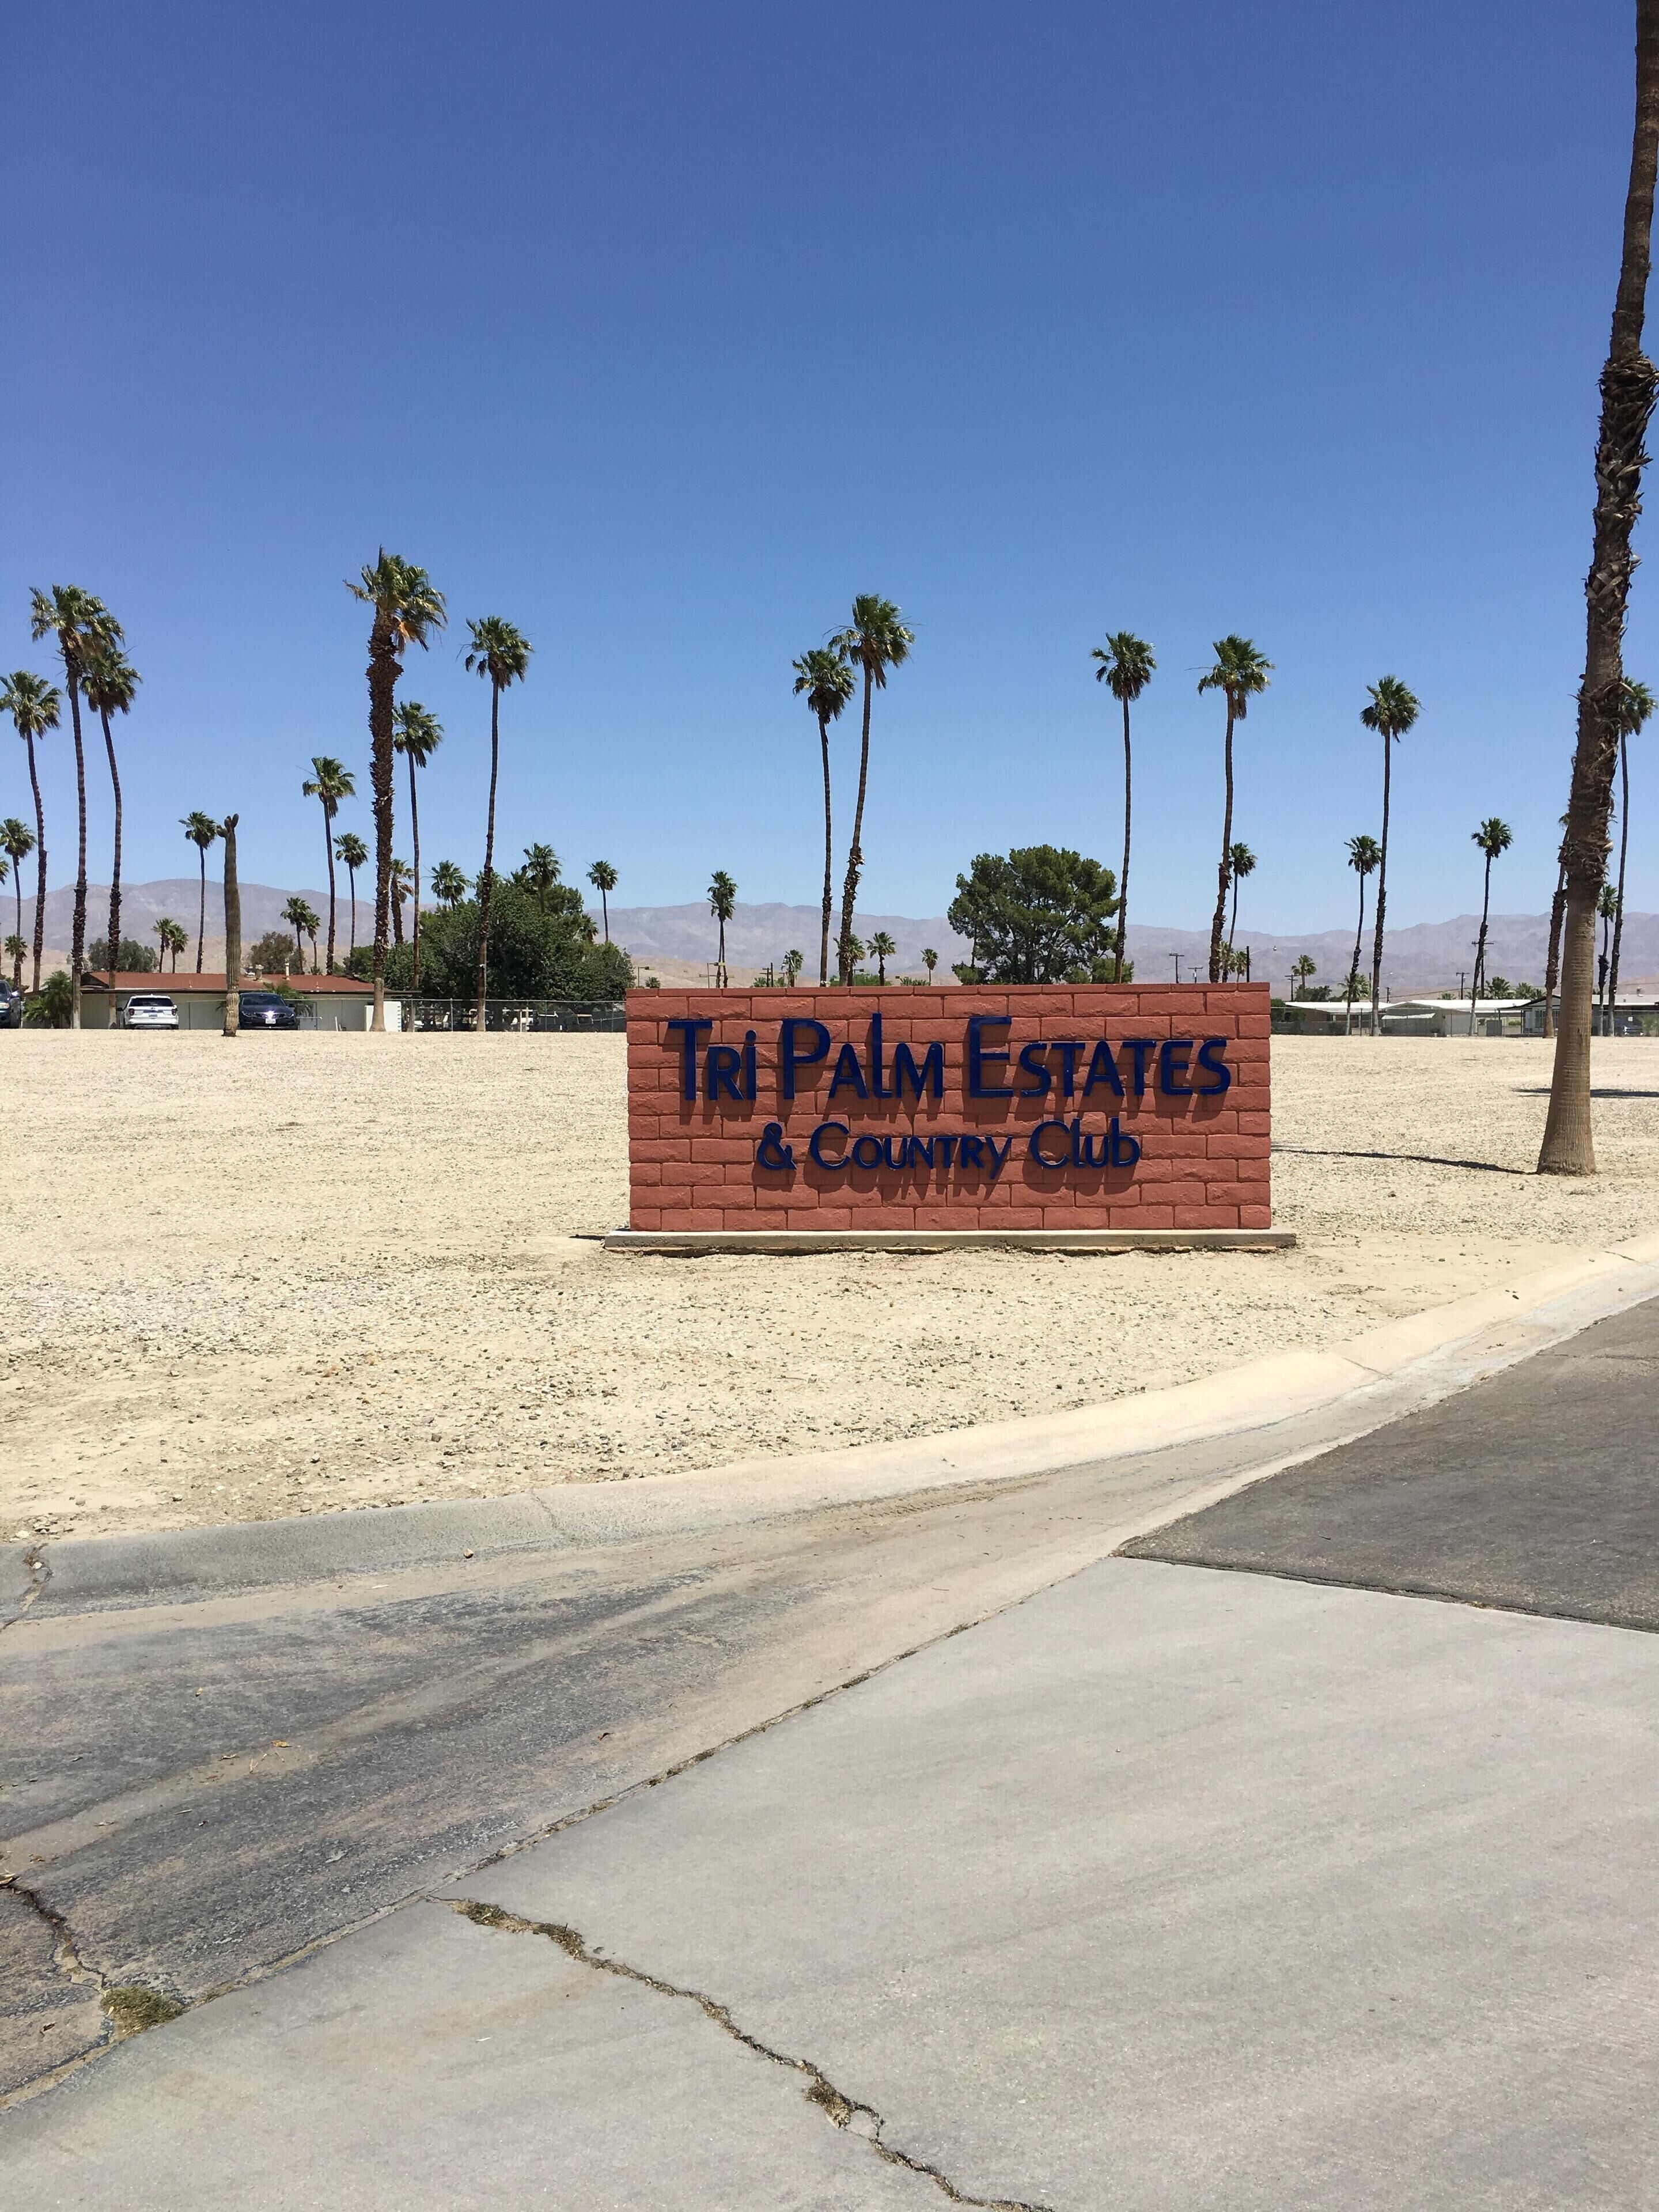 Tri Palm Estates
& Country Club